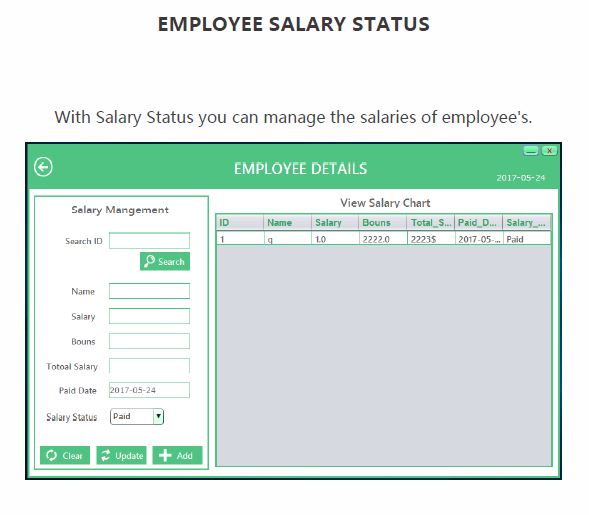 EMPLOYEE SALARY STATUS
With Salary Status you can manage the salaries of employee's.
EMPLOYEE DETAILS
2017-05-24
Salary Mangement
Search ID
Search
Name
Salary
Bouns
Totoal Salary
Paid Date 2017-05-24
Salary Status Paid
Clear Update Add
View Salary Chart
ID Name Salary Bouns Total_S... Paid_D... Salary_...
1 q 1.0 2222.0 2223$ 2017-05-... Paid